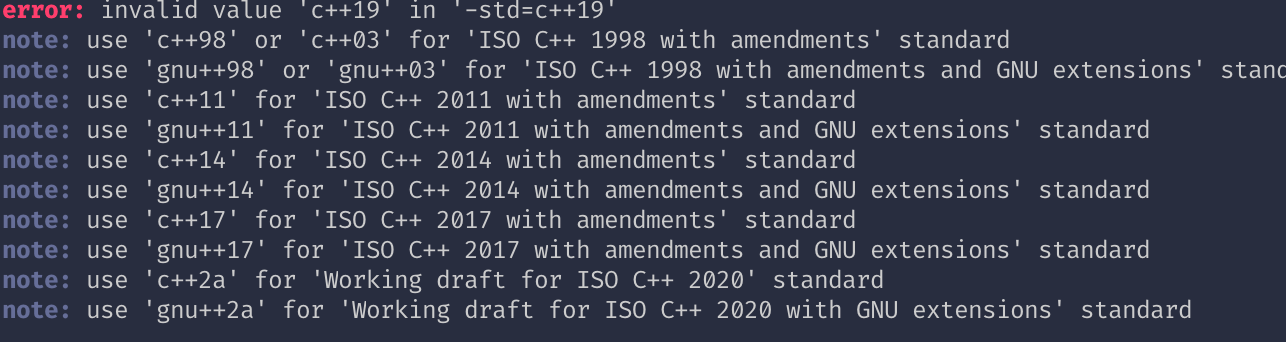 error: invalid value 'c++19' in '-std=c++19'
note: use 'c++98' or 'c++03' for 'ISO C++ 1998 with amendments' standard
note: use 'gnu++98' or 'gnu++03' for 'ISO C++ 1998 with amendments and GNU extensions' stand
note: use 'c++11' for 'ISO C++ 2011 with amendments' standard
note: use 'gnu++11' for 'ISO C++ 2011 with amendments and GNU extensions' standard
note: use 'c++14' for 'ISO C++ 2014 with amendments' standard
note: use 'gnu++14' for 'ISO C++ 2014 with amendments and GNU extensions' standard
note: use 'c++17' for 'ISO C++ 2017 with amendments' standard
note: use 'gnu++17' for 'ISO C++ 2017 with amendments and GNU extensions' standard
note: use 'c++2a' for 'Working draft for ISO C++ 2020' standard
note: use 'gnu++2a' for 'Working draft for ISO C++ 2020 with GNU extensions' standard